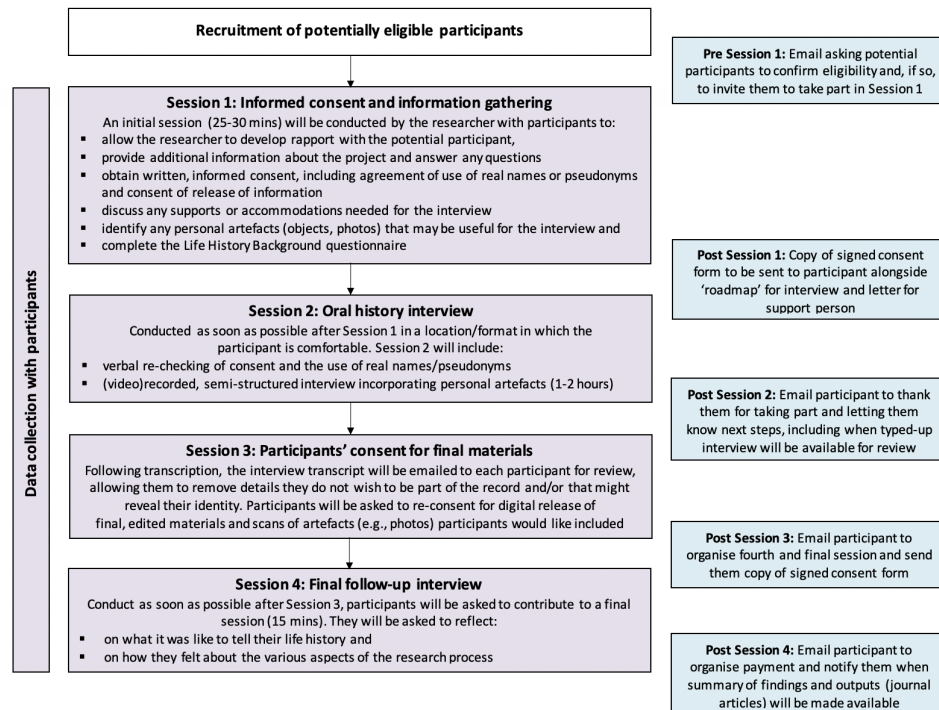 Recruitment of potentially eligible participants
Data collection with participants
Session 1: Informed consent and information gathering
An initial session (25-30 mins) will be conducted by the researcher with participants to:
▪ allow the researcher to develop rapport with the potential participant,
▪ provide additional information about the project and answer any questions
▪ obtain written, informed consent, including agreement of use of real names or pseudonyms
and consent of release of information
▪ discuss any supports or accommodations needed for the interview
▪ identify any personal artefacts (objects, photos) that may be useful for the interview and
▪ complete the Life History Background questionnaire
Session 2: Oral history interview
Conducted as soon as possible after Session 1 in a location/format in which the
participant is comfortable. Session 2 will include:
▪ verbal re-checking of consent and the use of real names/pseudonyms
▪ (video)recorded, semi-structured interview incorporating personal artefacts (1-2 hours)
Session 3: Participants’ consent for final materials
Following transcription, the interview transcript will be emailed to each participant for review,
allowing them to remove details they do not wish to be part of the record and/or that might
reveal their identity. Participants will be asked to re-consent for digital release of
final, edited materials and scans of artefacts (e.g., photos) participants would like included
Session 4: Final follow-up interview
Conduct as soon as possible after Session 3, participants will be asked to contribute to a final
session (15 mins). They will be asked to reflect:
▪ on what it was like to tell their life history and
▪ on how they felt about the various aspects of the research process
Pre Session 1: Email asking potential
participants to confirm eligibility and, if so,
to invite them to take part in Session 1
Post Session 1: Copy of signed consent
form to be sent to participant alongside
‘roadmap’ for interview and letter for
support person
Post Session 2: Email participant to thank
them for taking part and letting them
know next steps, including when typed-up
interview will be available for review
Post Session 3: Email participant to
organise fourth and final session and send
them copy of signed consent form
Post Session 4: Email participant to
organise payment and notify them when
summary of findings and outputs (journal
articles) will be made available